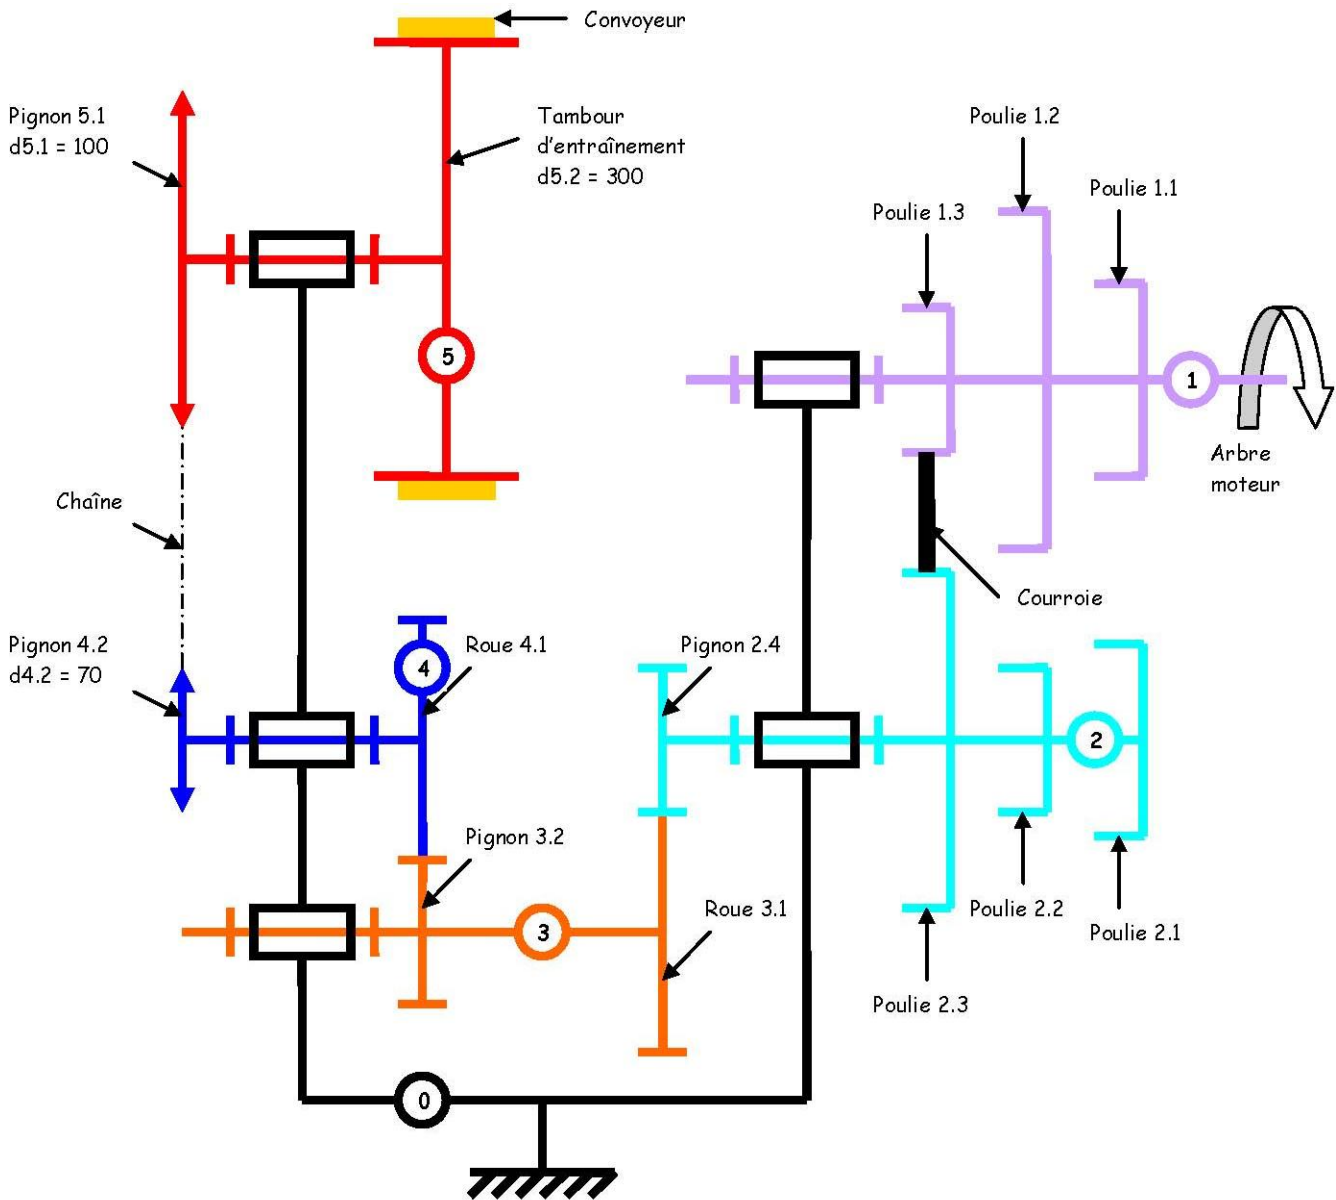 Convoyeur
Pignon 5.1
d5.1 = 100
Tambour
d'entraînement
d5.2 = 300
Poulie 1.2
Poulie 1.1
Poulie 1.3
5
1
Arbre
moteur
Chaîne
Courroie
Pignon 4.2
d4.2 = 70
4
Roue 4.1
Pignon 2.4
2
Pignon 3.2
Roue 3.1
3
Poulie 2.2
Poulie 2.1
Poulie 2.3
0